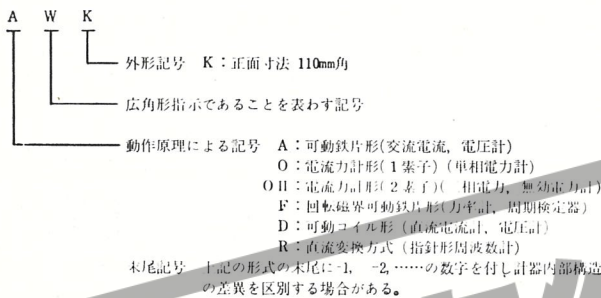 A W K
外形記号 K：正面寸法 110mm角
広角形指示であることを表わす記号
動作原理による記号 A：可動鉄片形(交流電流, 電圧計)
O：電流力計形(1素子)(単相電力計)
OII：電流力計形(2素子)(三相電力, 無効電力計)
F：回転磁界可動鉄片形(力率計, 周期検定器)
D：可動コイル形(直流電流計, 電圧計)
R：直流変換方式(指針形周波数計)
末尾記号 上記の形式の末尾に-1, -2, ……の数字を付し計器内部構造
の差異を区別する場合がある。